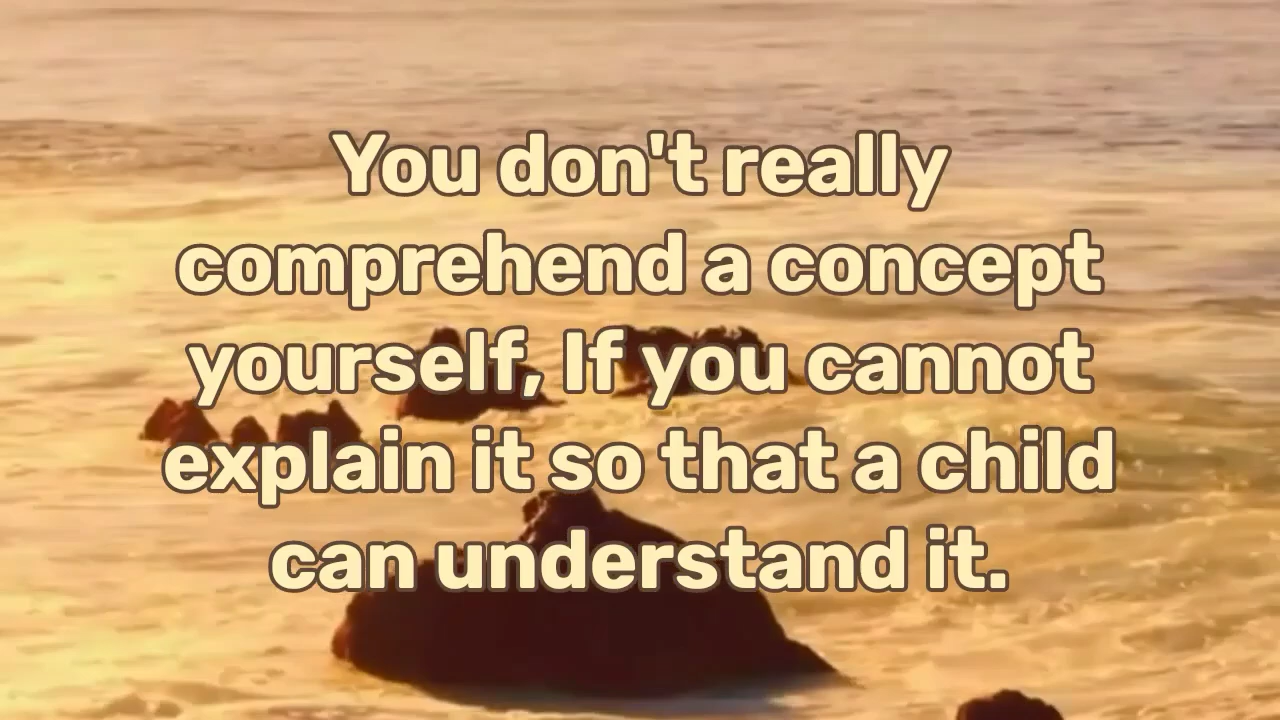 You don't really
comprehend a concept
yourself, If you cannot
explain it so that a child
can understand it.